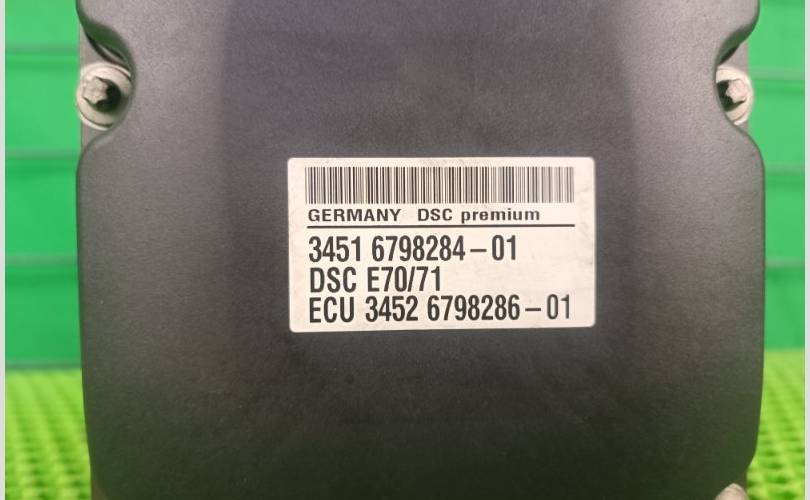 GERMANY DSC premium
3451 6798284-01
DSC E70/71
ECU 3452 6798286-01